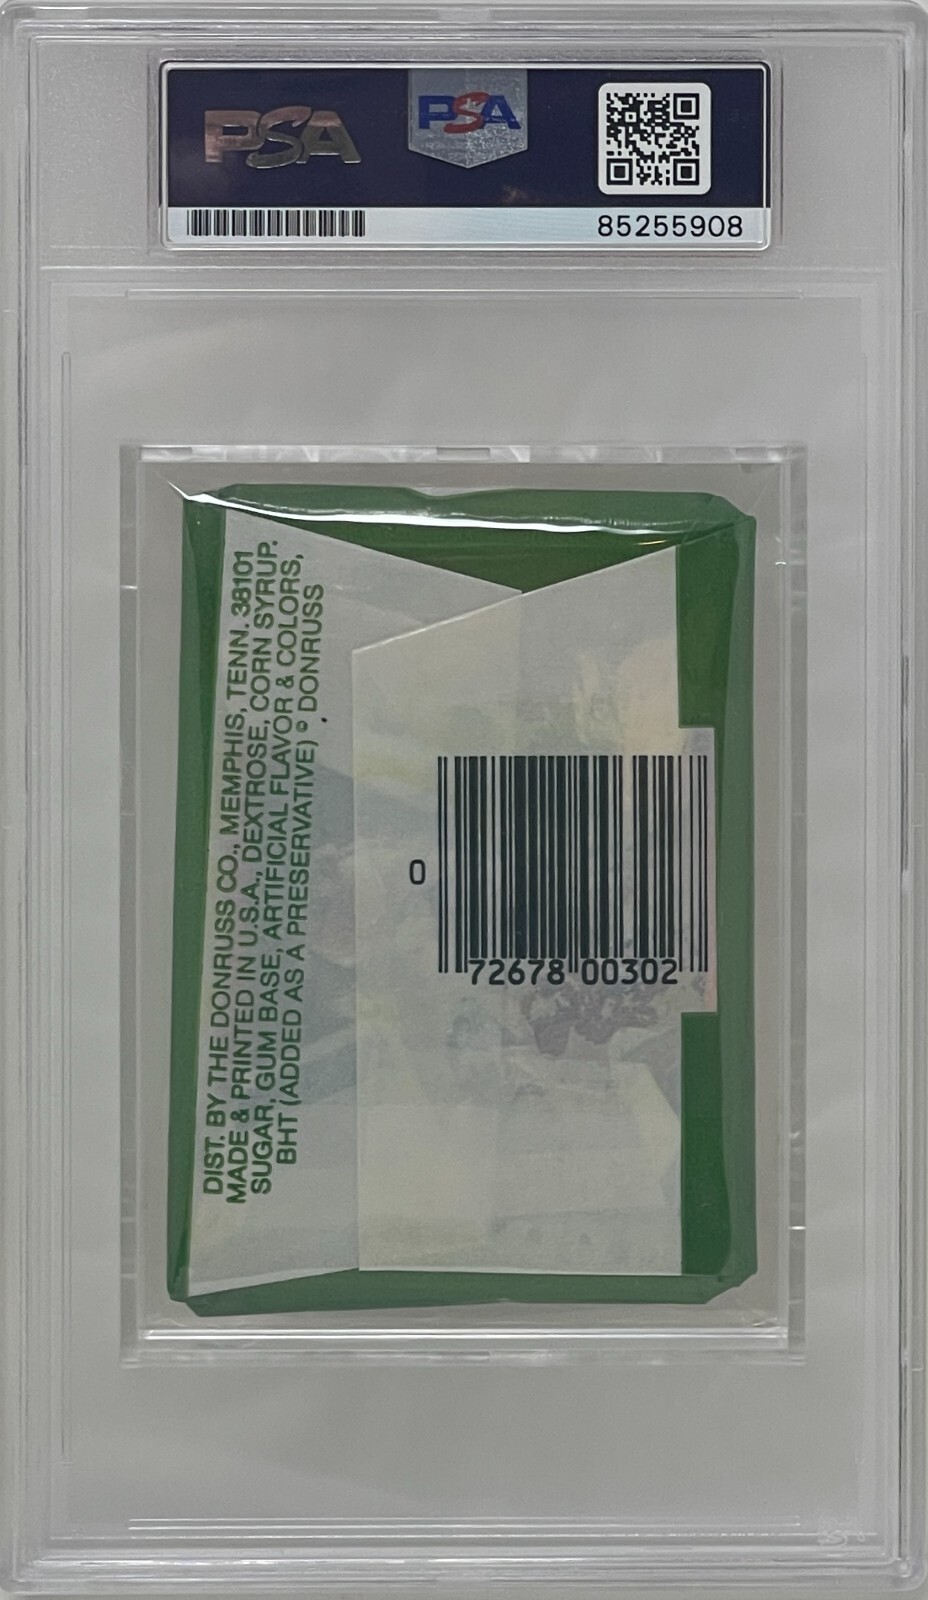 PSA
PSA
85255908
DIST. BY THE DONRUSS CO., MEMPHIS, TENN. 38101
MADE & PRINTED IN U.S.A., DEXTROSE, CORN SYRUP.
SUGAR, GUM BASE, ARTIFICIAL FLAVOR & COLORS,
BHT (ADDED AS A PRESERVATIVE) © DONRUSS
0
72678 00302